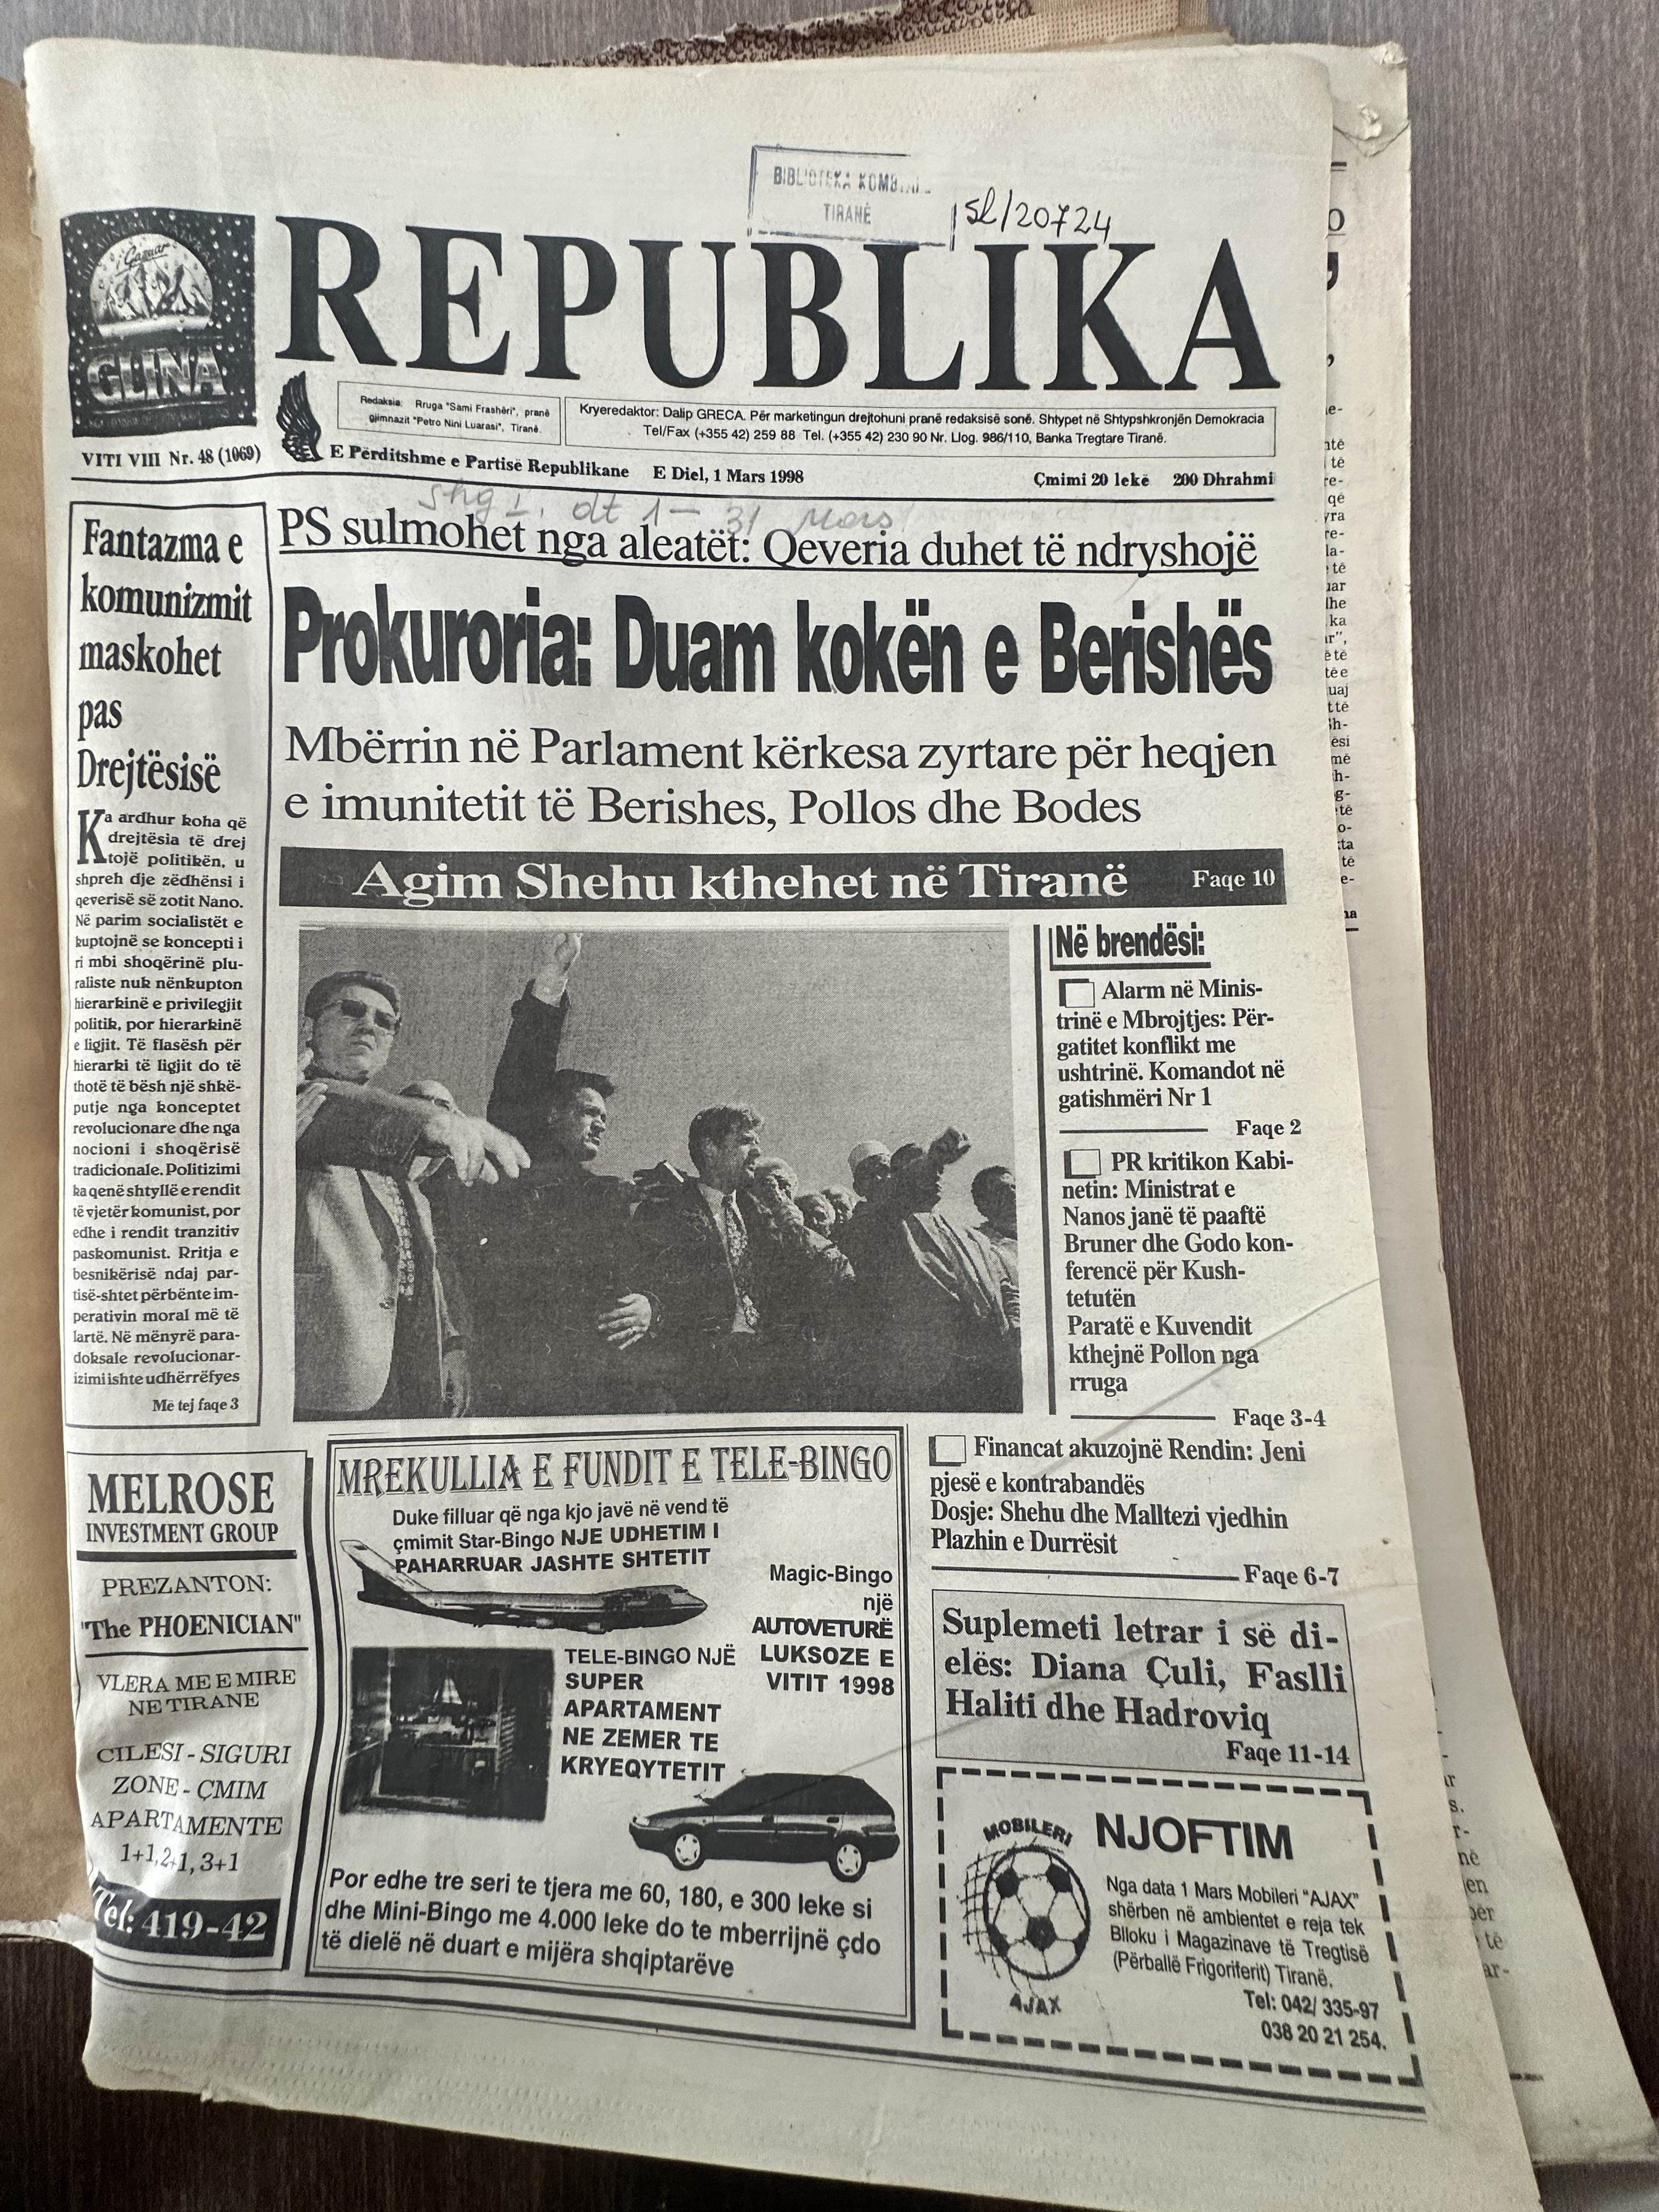 BIBLIOTEKA KOMB
TIRANË
sl/20724
Gazuar
GLINA
REPUBLIKA
Redaksia: Rruga "Sami Frashëri", pranë
gjimnazit "Petro Nini Luarasi", Tiranë.
Kryeredaktor: Dalip GRECA. Për marketingun drejtohuni pranë redaksisë sonë. Shtypet në Shtypshkronjën Demokracia
Tel/Fax (+355 42) 259 88 Tel. (+355 42) 230 90 Nr. Llog. 986/110, Banka Tregtare Tiranë.
VITI VIII Nr. 48 (1069)
E Përditshme e Partisë Republikane E Diel, 1 Mars 1998
Çmimi 20 lekë 200 Dhrahmi
dt 1 — 31 Mars
Fantazma e
komunizmit
maskohet
pas
Drejtësisë
Ka ardhur koha që
drejtësia të drej
tojë politikën, u
shpreh dje zëdhënsi i
qeverisë së zotit Nano.
Në parim socialistët e
kuptojnë se koncepti i
ri mbi shoqërinë plu-
raliste nuk nënkupton
hierarkinë e privilegjit
politik, por hierarkinë
e ligjit. Të flasësh për
hierarki të ligjit do të
thotë të bësh një shkë-
putje nga konceptet
revolucionare dhe nga
nocioni i shoqërisë
tradicionale. Politizimi
ka qenë shtyllë e rendit
të vjetër komunist, por
edhe i rendit tranzitiv
paskomunist. Rritja e
besnikërisë ndaj par-
tisë-shtet përbënte im-
perativin moral më të
lartë. Në mënyrë para-
doksale revolucionar-
izimi ishte udhërrëfyes
Më tej faqe 3
PS sulmohet nga aleatët: Qeveria duhet të ndryshojë
Prokuroria: Duam kokën e Berishës
Mbërrin në Parlament kërkesa zyrtare për heqjen
e imunitetit të Berishes, Pollos dhe Bodes
Agim Shehu kthehet në Tiranë Faqe 10
Në brendësi:
Alarm në Minis-
trinë e Mbrojtjes: Për-
gatitet konflikt me
ushtrinë. Komandot në
gatishmëri Nr 1
Faqe 2
PR kritikon Kabi-
netin: Ministrat e
Nanos janë të paaftë
Bruner dhe Godo kon-
ferencë për Kush-
tetutën
Paratë e Kuvendit
kthejnë Pollon nga
rruga
Faqe 3-4
Financat akuzojnë Rendin: Jeni
pjesë e kontrabandës
Dosje: Shehu dhe Malltezi vjedhin
Plazhin e Durrësit
Faqe 6-7
Suplemeti letrar i së di-
elës: Diana Çuli, Faslli
Haliti dhe Hadroviq
Faqe 11-14
MELROSE
INVESTMENT GROUP
PREZANTON:
"The PHOENICIAN"
VLERA ME E MIRE
NE TIRANE
CILESI - SIGURI
ZONE - ÇMIM
APARTAMENTE
1+1, 2+1, 3+1
Tel: 419-42
MREKULLIA E FUNDIT E TELE-BINGO
Duke filluar që nga kjo javë në vend të
çmimit Star-Bingo NJE UDHETIM I
PAHARRUAR JASHTE SHTETIT
Magic-Bingo
një
AUTOVETURË
LUKSOZE E
VITIT 1998
TELE-BINGO NJË
SUPER
APARTAMENT
NE ZEMER TE
KRYEQYTETIT
Por edhe tre seri te tjera me 60, 180, e 300 leke si
dhe Mini-Bingo me 4.000 leke do te mberrijnë çdo
të dielë në duart e mijëra shqiptarëve
MOBILERI
AJAX
NJOFTIM
Nga data 1 Mars Mobileri "AJAX"
shërben në ambientet e reja tek
Blloku i Magazinave të Tregtisë
(Përballë Frigoriferit) Tiranë.
Tel: 042/ 335-97
038 20 21 254.